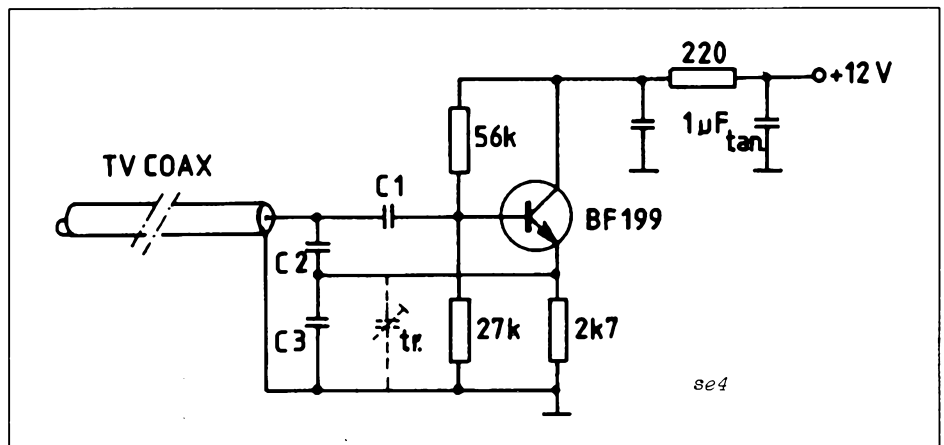 220
+12 V
1µF
tan
56k
TV COAX
C1
BF199
C2
C3
tr.
27k
2k7
se4